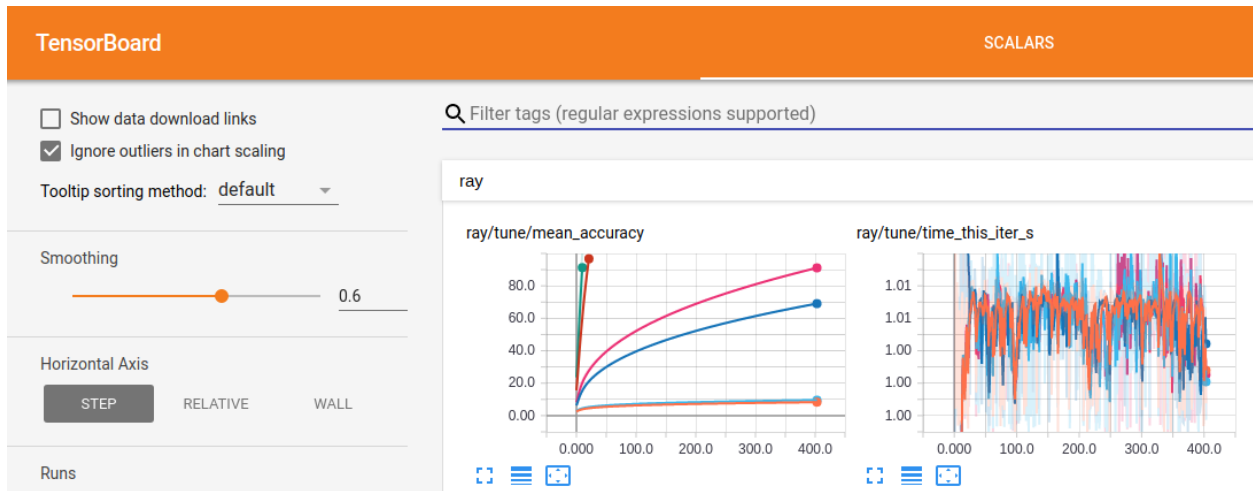 TensorBoard
SCALARS
Show data download links
Ignore outliers in chart scaling
Tooltip sorting method: default
Smoothing
0.6
Horizontal Axis
STEP RELATIVE WALL
Runs
Filter tags (regular expressions supported)
ray
ray/tune/mean_accuracy
80.0
60.0
40.0
20.0
0.00
0.000 100.0 200.0 300.0 400.0
ray/tune/time_this_iter_s
1.01
1.01
1.00
1.00
1.00
0.000 100.0 200.0 300.0 400.0